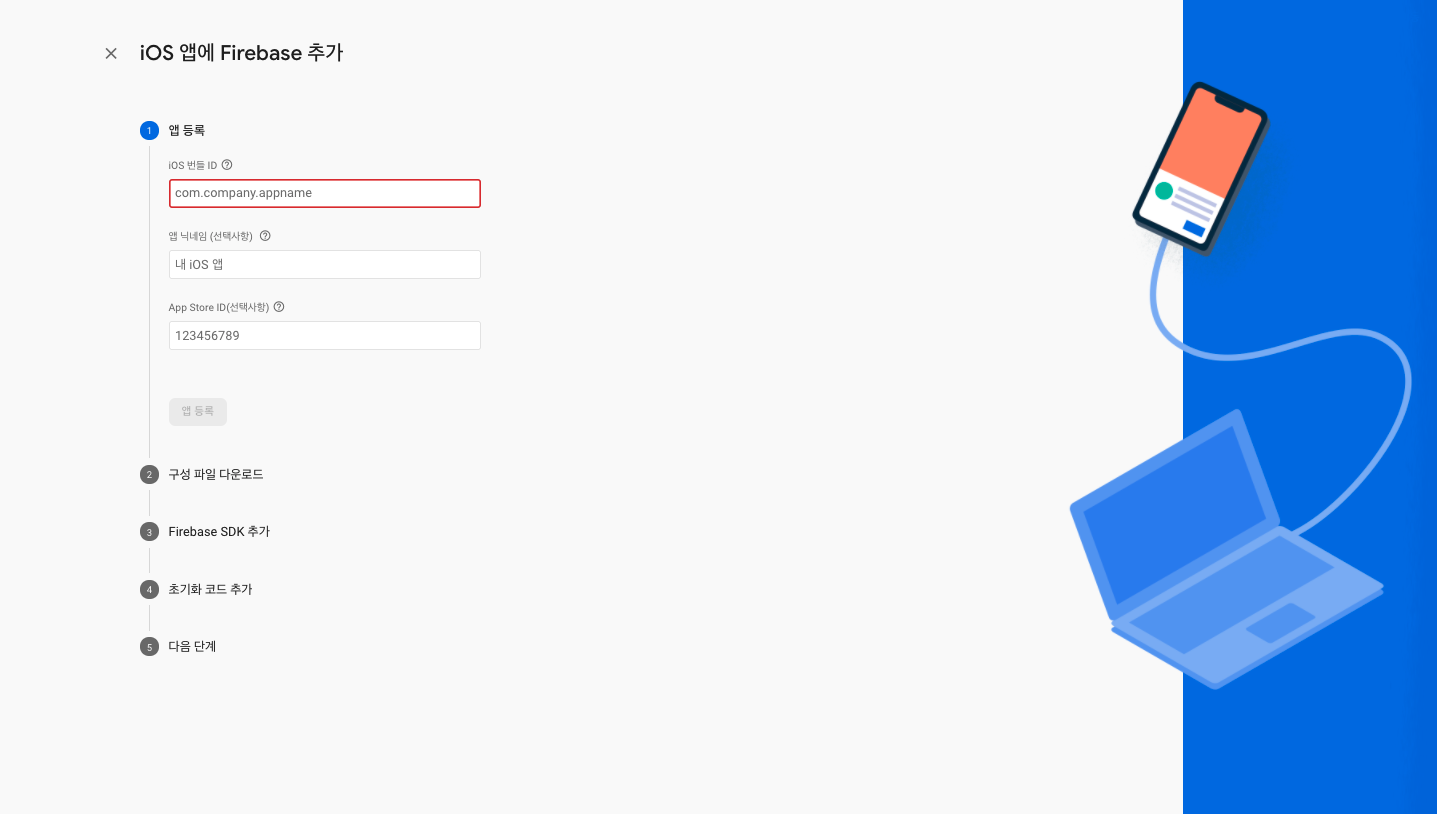 iOS 앱에 Firebase 추가
1 앱 등록
iOS 번들 ID
com.company.appname
앱 닉네임 (선택사항)
내 iOS 앱
App Store ID(선택사항)
123456789
앱 등록
2 구성 파일 다운로드
3 Firebase SDK 추가
4 초기화 코드 추가
5 다음 단계